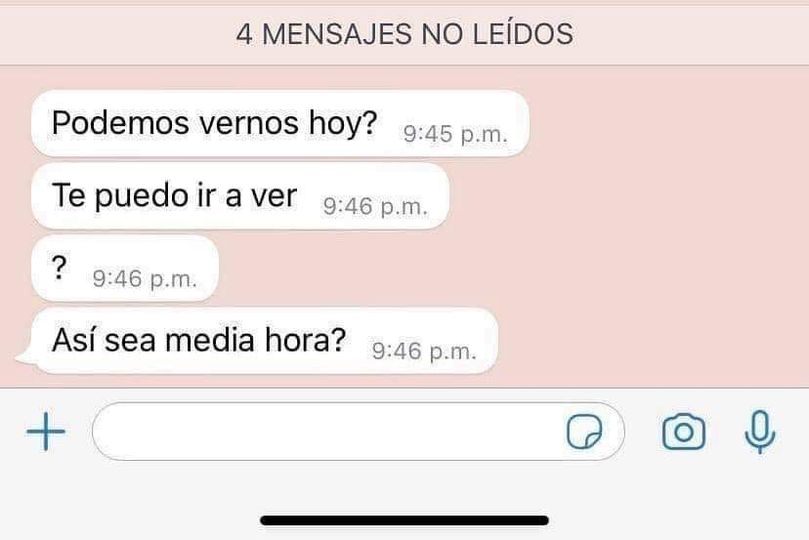 4 MENSAJES NO LEÍDOS
Podemos vernos hoy? 9:45 p.m.
Te puedo ir a ver 9:46 p.m.
? 9:46 p.m.
Así sea media hora? 9:46 p.m.